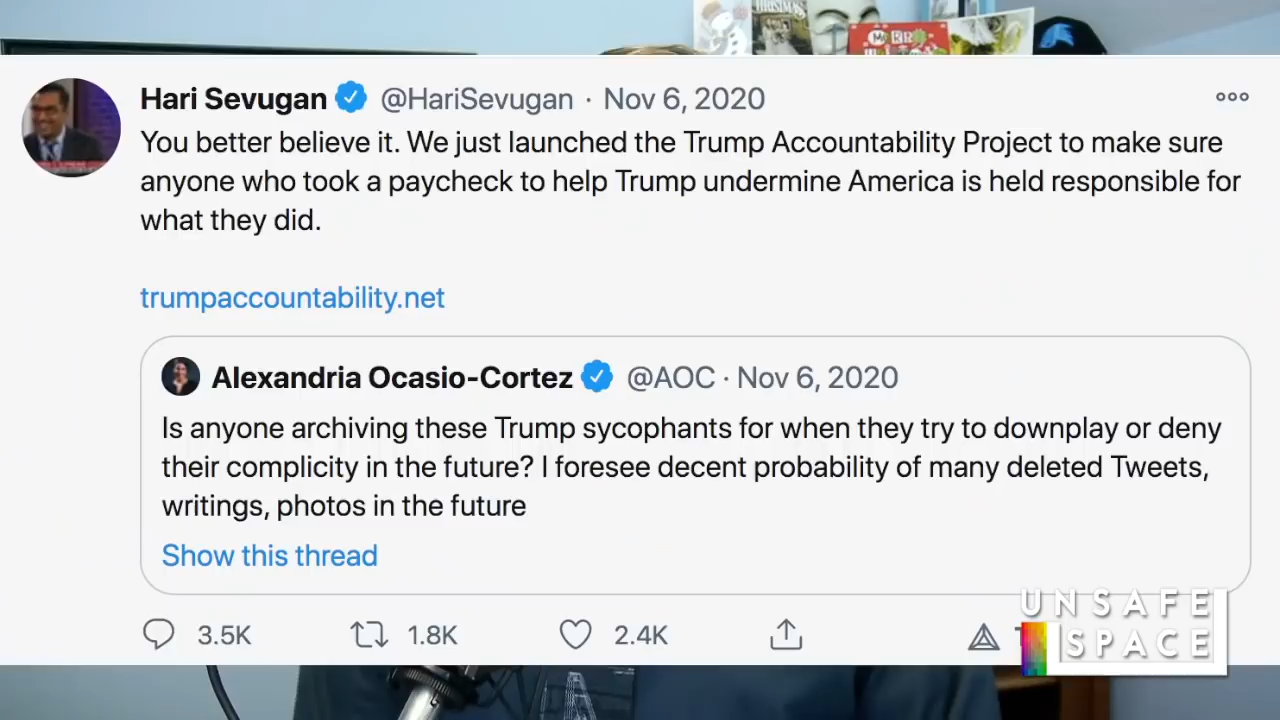 Hari Sevugan @HariSevugan · Nov 6, 2020
You better believe it. We just launched the Trump Accountability Project to make sure
anyone who took a paycheck to help Trump undermine America is held responsible for
what they did.
trumpaccountability.net
Alexandria Ocasio-Cortez @AOC · Nov 6, 2020
Is anyone archiving these Trump sycophants for when they try to downplay or deny
their complicity in the future? I foresee decent probability of many deleted Tweets,
writings, photos in the future
Show this thread
3.5K 1.8K 2.4K
UNSAFE
SPACE